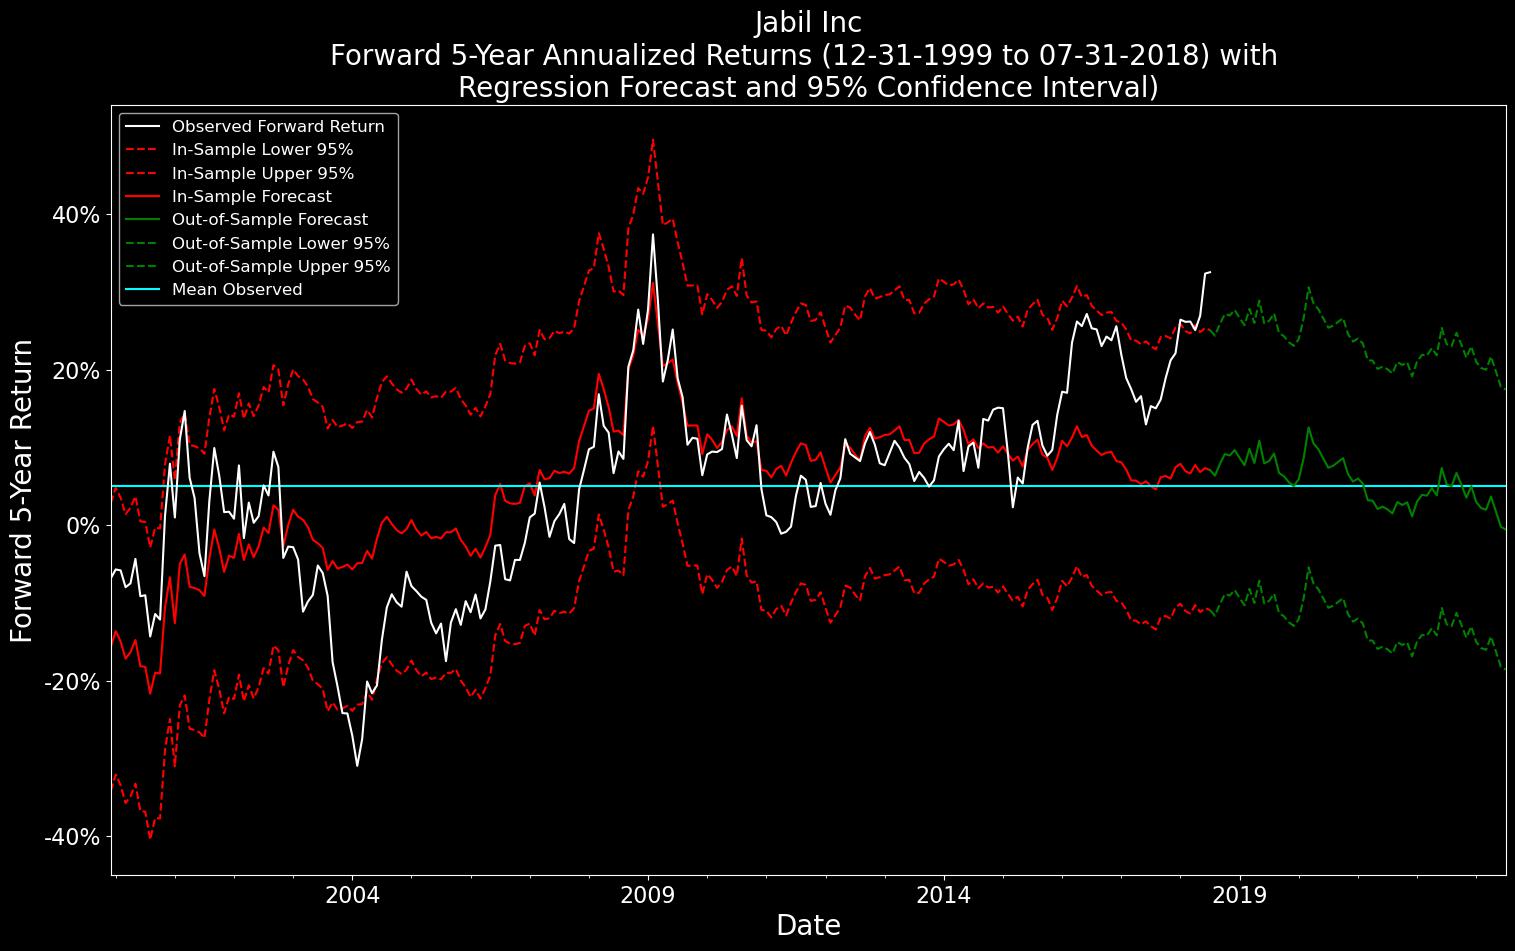 Jabil Inc
Forward 5-Year Annualized Returns (12-31-1999 to 07-31-2018) with
Regression Forecast and 95% Confidence Interval)
Observed Forward Return
In-Sample Lower 95%
In-Sample Upper 95%
In-Sample Forecast
Out-of-Sample Forecast
Out-of-Sample Lower 95%
Out-of-Sample Upper 95%
Mean Observed
Forward 5-Year Return
40%
20%
0%
-20%
-40%
2004
2009
2014
2019
Date